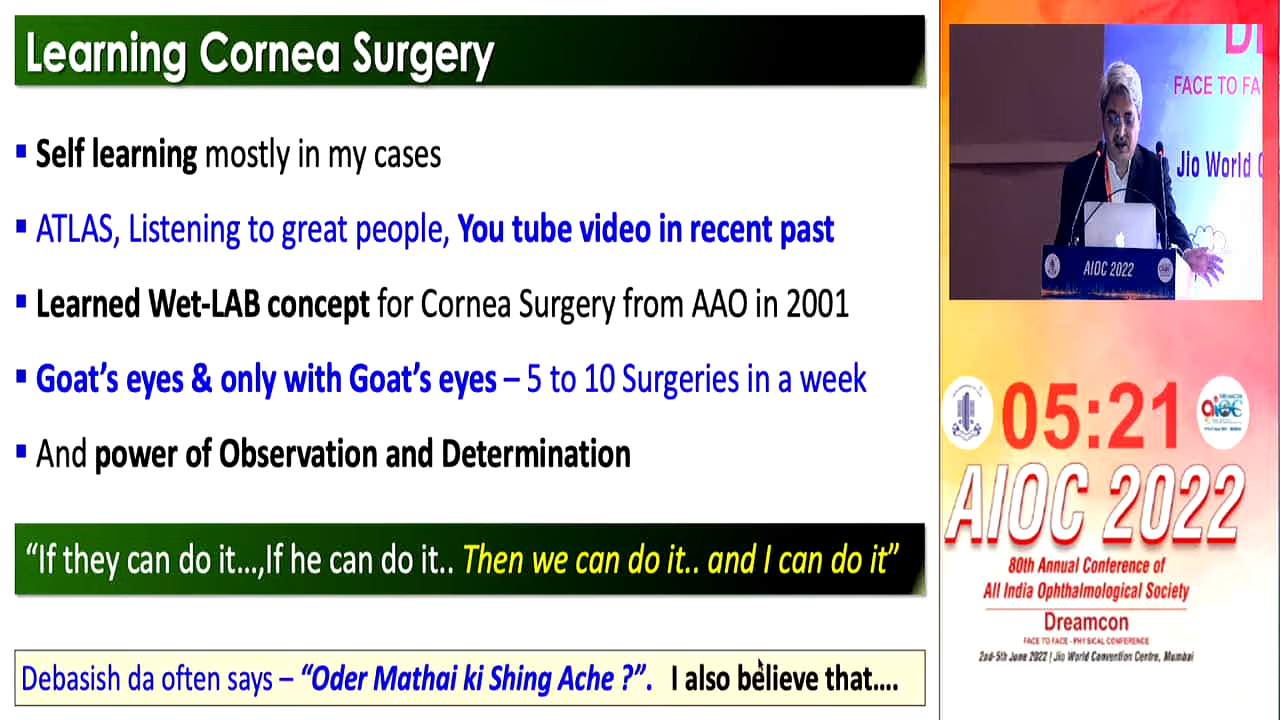 Learning Cornea Surgery
Self learning mostly in my cases
ATLAS, Listening to great people, You tube video in recent past
Learned Wet-LAB concept for Cornea Surgery from AAO in 2001
Goat's eyes & only with Goat's eyes – 5 to 10 Surgeries in a week
And power of Observation and Determination
“If they can do it...,If he can do it.. Then we can do it.. and I can do it”
Debasish da often says – “Oder Mathai ki Shing Ache ?”. I also believe that....
FACE TO FA
Jio World
AIOC 2022
05:21
AIOC 2022
80th Annual Conference of
All India Ophthalmological Society
Dreamcon
FACE TO FACE - PHYSICAL CONFERENCE
2nd-5th June 2022 | Jio World Convention Centre, Mumbai